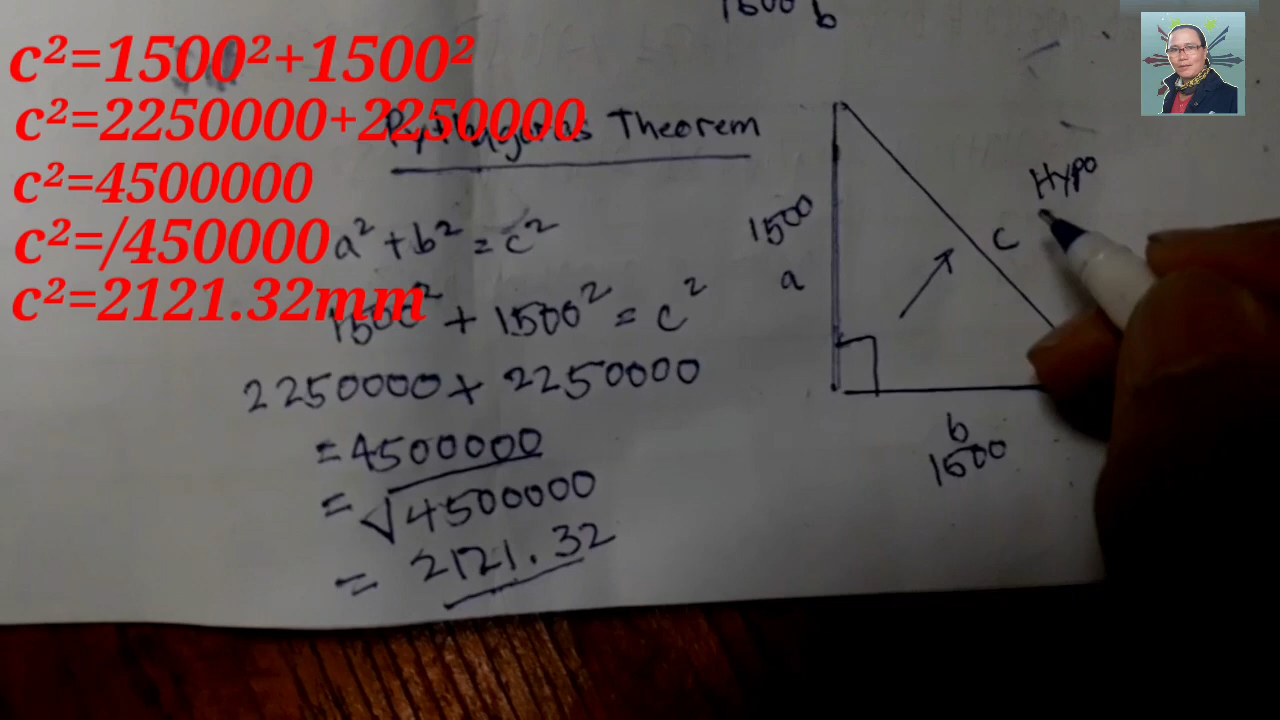 c²=1500²+1500²
c²=2250000+2250000
c²=4500000
c²=/450000
c²=2121.32mm
1500 b
Pythagoras Theorem
a² + b² = c²
1500² + 1500² = c²
2250000 + 2250000
= 4500000
= √4500000
= 2121.32
Hypo
1500
a
c
b
1500